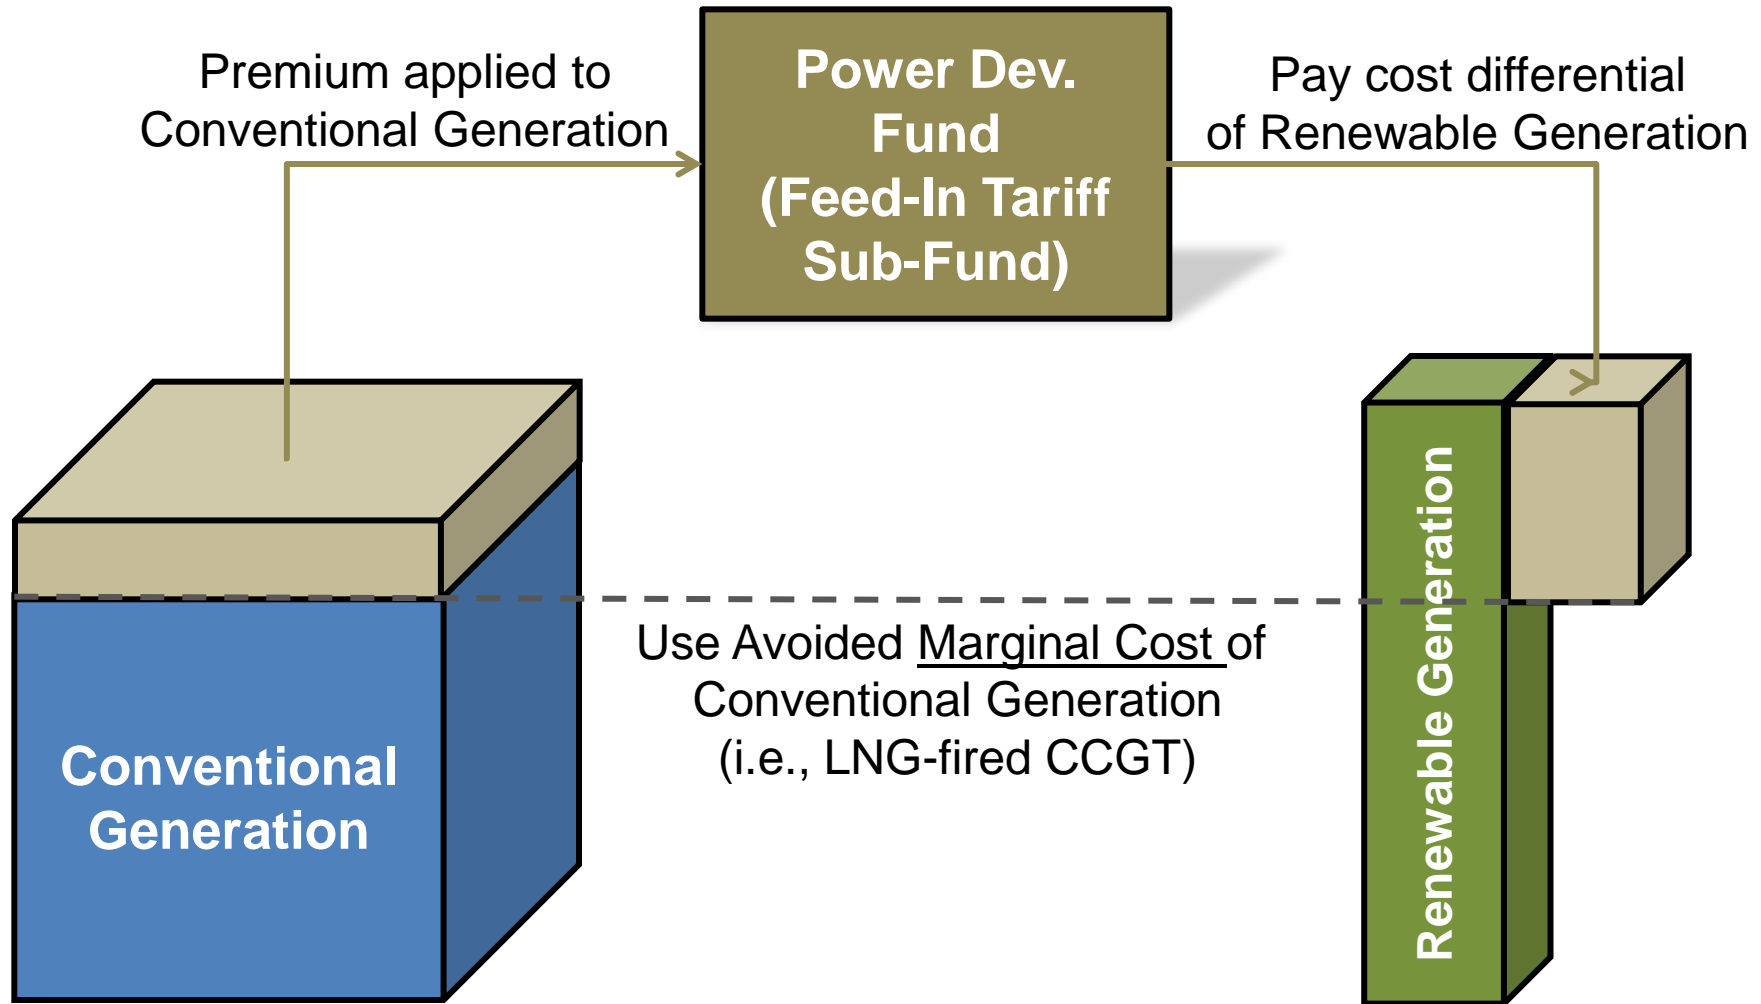 Premium applied to
Conventional Generation
Power Dev.
Fund
(Feed-In Tariff
Sub-Fund)
Pay cost differential
of Renewable Generation
Use Avoided Marginal Cost of
Conventional Generation
(i.e., LNG-fired CCGT)
Conventional
Generation
Renewable Generation